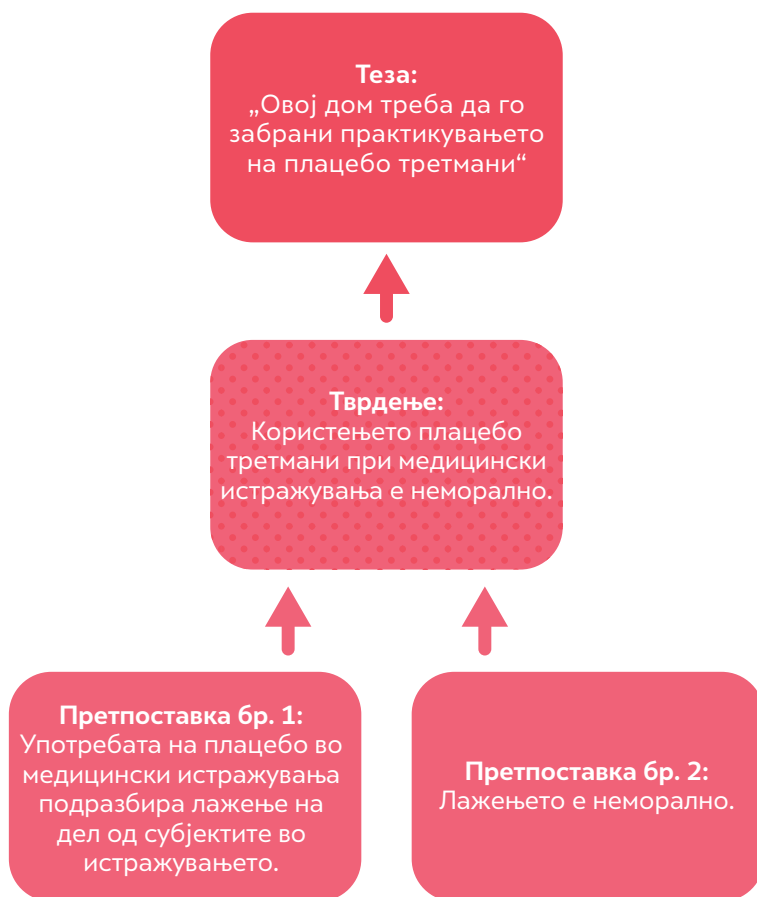 Теза:
„Овој дом треба да го
забрани практикувањето
на плацебо третмани“
Тврдење:
Користењето плацебо
третмани при медицински
истражувања е неморално.
Претпоставка бр. 1:
Употребата на плацебо во
медицински истражувања
подразбира лажење на
дел од субјектите во
истражувањето.
Претпоставка бр. 2:
Лажењето е неморално.